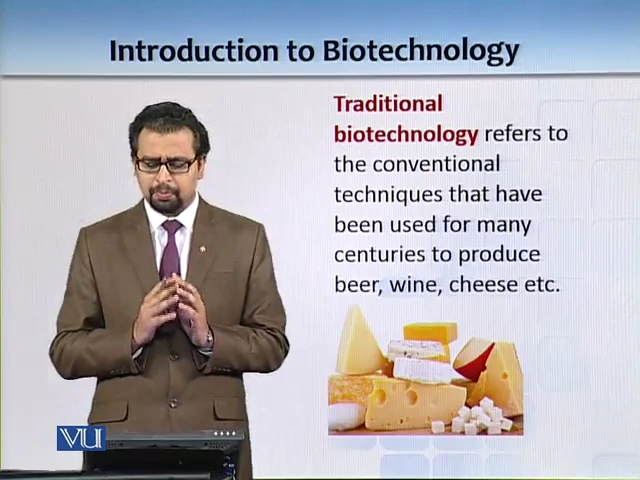 Introduction to Biotechnology
Traditional
biotechnology refers to
the conventional
techniques that have
been used for many
centuries to produce
beer, wine, cheese etc.
VU